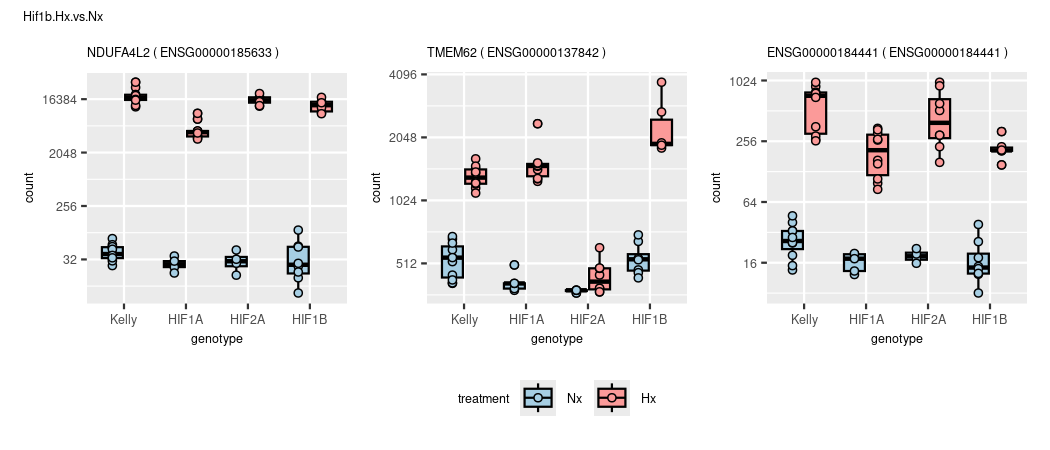 Hif1b.Hx.vs.Nx
NDUFA4L2 ( ENSG00000185633 )
16384
2048
256
32
count
Kelly HIF1A HIF2A HIF1B
genotype
TMEM62 ( ENSG00000137842 )
4096
2048
1024
512
count
Kelly HIF1A HIF2A HIF1B
genotype
ENSG00000184441 ( ENSG00000184441 )
1024
256
64
16
count
Kelly HIF1A HIF2A HIF1B
genotype
treatment Nx Hx